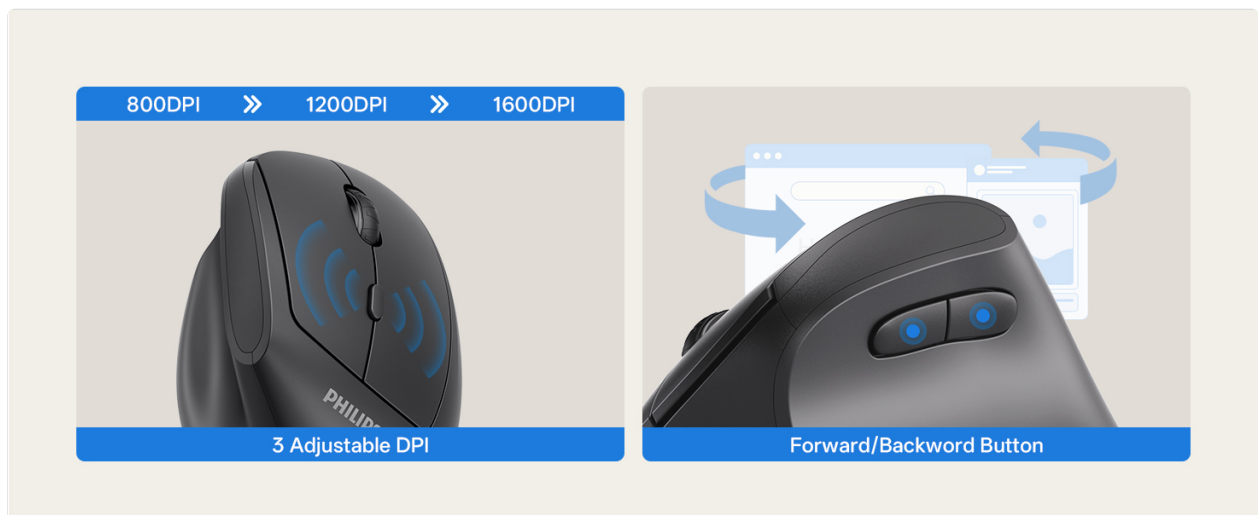 800DPI >> 1200DPI >> 1600DPI
PHILIPS
3 Adjustable DPI
Forward/Backword Button